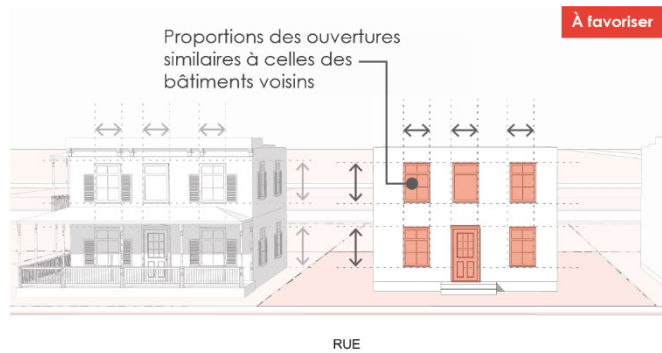 À favoriser
Proportions des ouvertures
similaires à celles des
bâtiments voisins
RUE